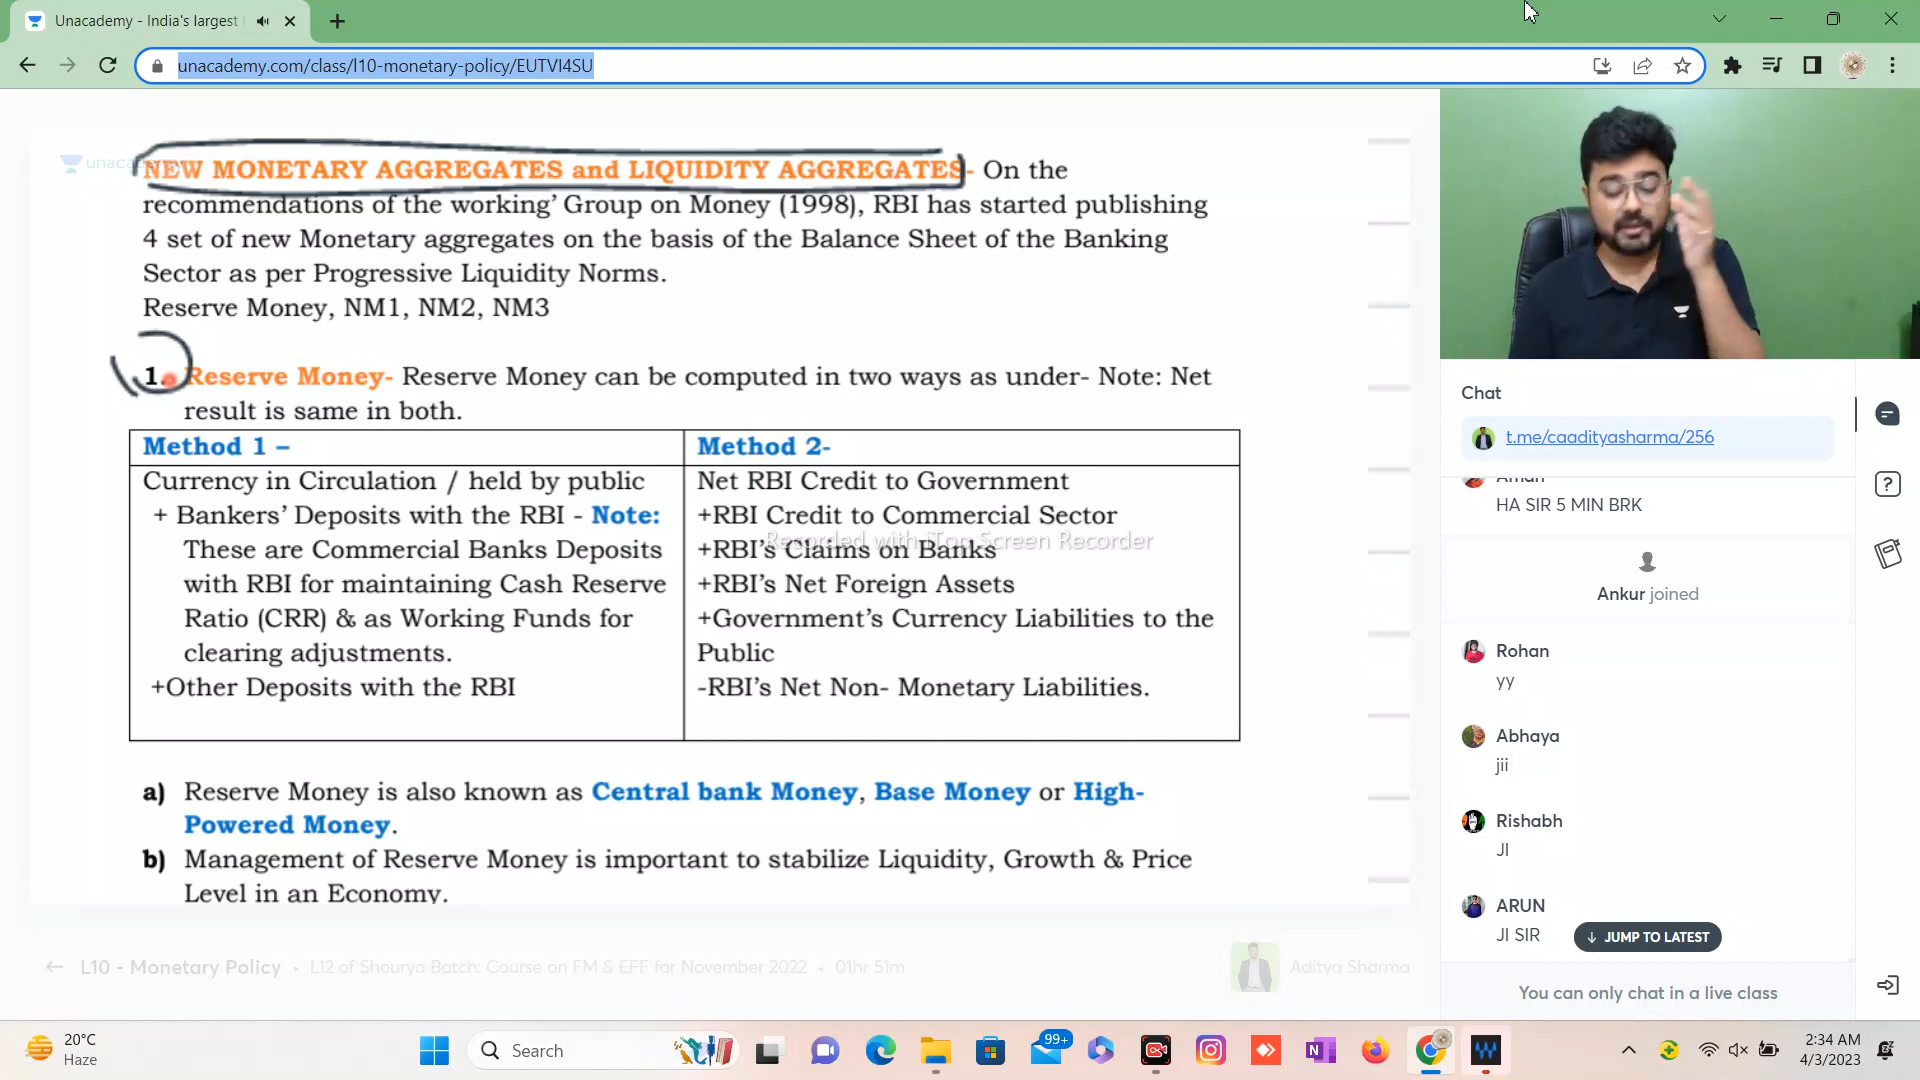 Unacademy - India's largest
unacademy.com/class/l10-monetary-policy/EUTVI4SU
NEW MONETARY AGGREGATES and LIQUIDITY AGGREGATES- On the
recommendations of the working' Group on Money (1998), RBI has started publishing
4 set of new Monetary aggregates on the basis of the Balance Sheet of the Banking
Sector as per Progressive Liquidity Norms.
Reserve Money, NM1, NM2, NM3
1. Reserve Money- Reserve Money can be computed in two ways as under- Note: Net
result is same in both.
Method 1 –
Currency in Circulation / held by public
+ Bankers' Deposits with the RBI - Note:
These are Commercial Banks Deposits
with RBI for maintaining Cash Reserve
Ratio (CRR) & as Working Funds for
clearing adjustments.
+Other Deposits with the RBI
Method 2-
Net RBI Credit to Government
+RBI Credit to Commercial Sector
+RBI's Claims on Banks
+RBI's Net Foreign Assets
+Government's Currency Liabilities to the
Public
-RBI's Net Non- Monetary Liabilities.
Recorded with iTop Screen Recorder
a) Reserve Money is also known as Central bank Money, Base Money or High-
Powered Money.
b) Management of Reserve Money is important to stabilize Liquidity, Growth & Price
Level in an Economy.
L10 - Monetary Policy • L12 of Shourya Batch: Course on FM & EFF for November 2022 • 01hr 51m
Aditya Sharma
Chat
t.me/caadityasharma/256
Aman
HA SIR 5 MIN BRK
Ankur joined
Rohan
yy
Abhaya
jii
Rishabh
JI
ARUN
JI SIR
JUMP TO LATEST
You can only chat in a live class
20°C
Haze
Search
99+
2:34 AM
4/3/2023